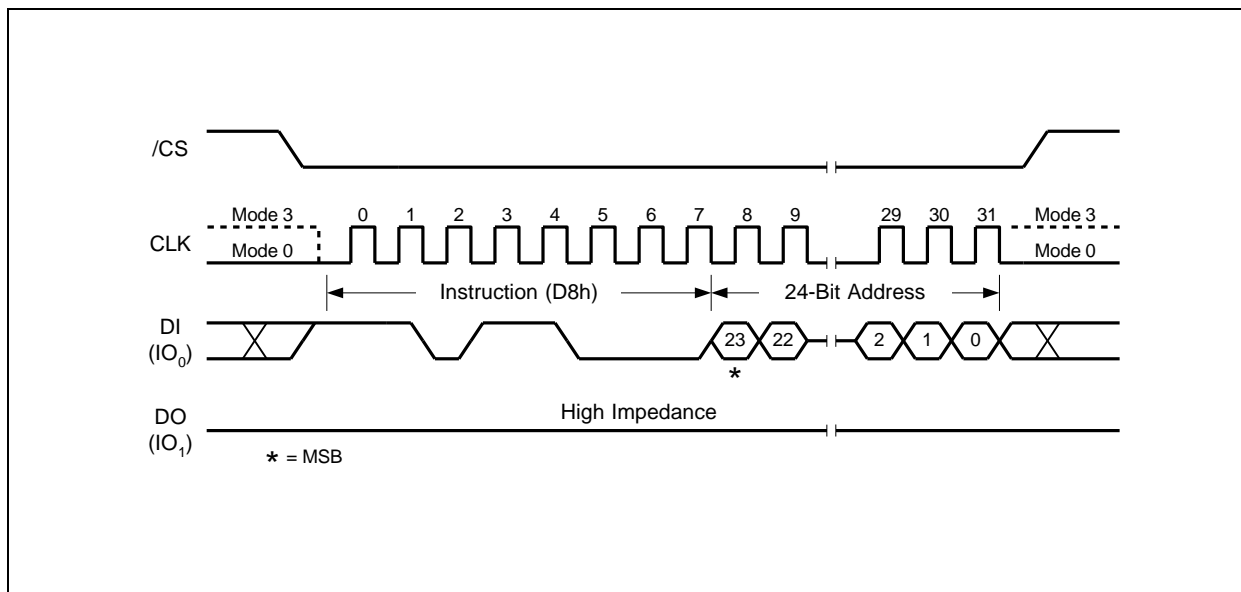 /CS
Mode 3 0 1 2 3 4 5 6 7 8 9 29 30 31 Mode 3
CLK Mode 0 Mode 0
Instruction (D8h) 24-Bit Address
DI
(IO₀) 23 22 2 1 0
*
DO High Impedance
(IO₁)
* = MSB